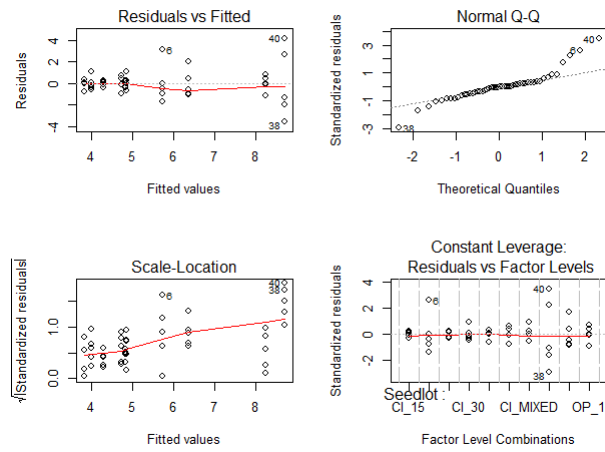 Residuals vs Fitted
Residuals
-4
0
2
4
40
6
38
4
5
6
7
8
Fitted values
Normal Q-Q
Standardized residuals
-3
-1
1
3
40
6
38
-2
-1
0
1
2
Theoretical Quantiles
Scale-Location
√|Standardized residuals|
0.0
1.0
40
38
6
4
5
6
7
8
Fitted values
Constant Leverage:
Residuals vs Factor Levels
Standardized residuals
-2
0
2
4
40
6
38
Seedlot :
CI_15
CI_30
CI_MIXED
OP_1
Factor Level Combinations